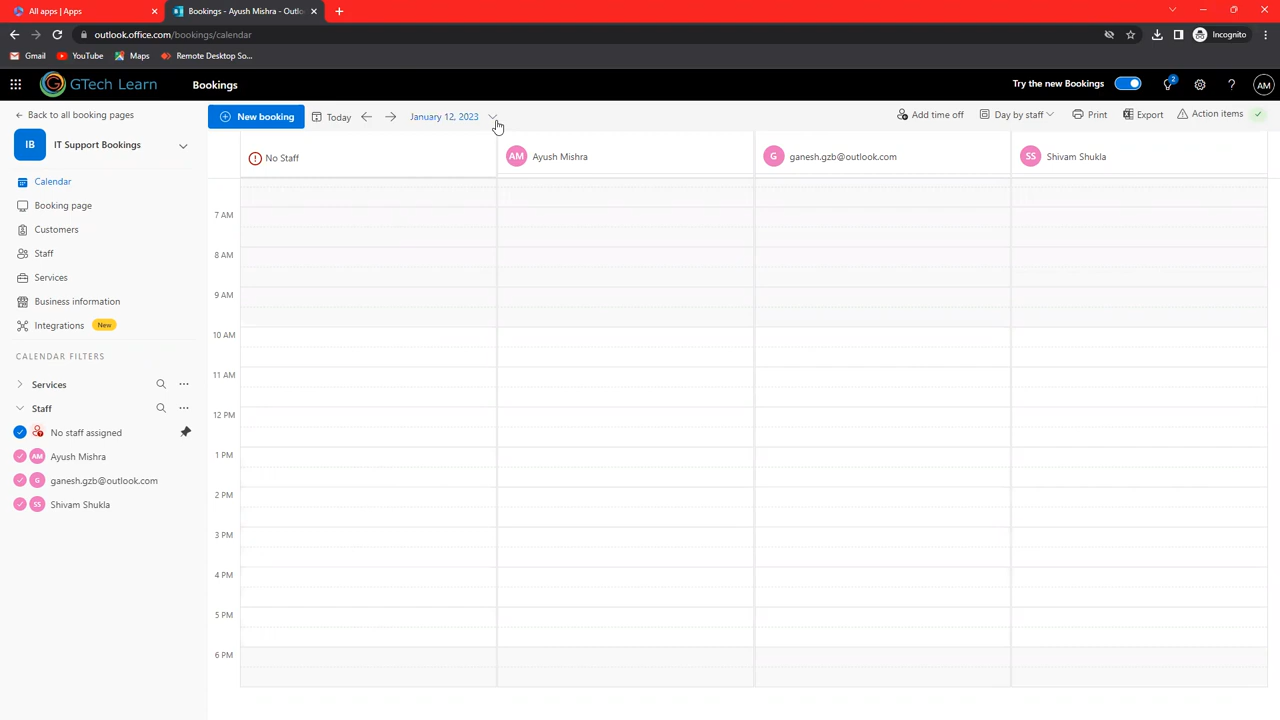 All apps | Apps
Bookings - Ayush Mishra - Outlo
outlook.office.com/bookings/calendar
Incognito
Gmail
YouTube
Maps
Remote Desktop So...
GTech Learn
Bookings
Try the new Bookings
2
AM
Back to all booking pages
IB
IT Support Bookings
Calendar
Booking page
Customers
Staff
Services
Business information
Integrations
New
CALENDAR FILTERS
Services
Staff
No staff assigned
AM Ayush Mishra
G ganesh.gzb@outlook.com
SS Shivam Shukla
New booking
Today
January 12, 2023
Add time off
Day by staff
Print
Export
Action items
No Staff
AM Ayush Mishra
G ganesh.gzb@outlook.com
SS Shivam Shukla
7 AM
8 AM
9 AM
10 AM
11 AM
12 PM
1 PM
2 PM
3 PM
4 PM
5 PM
6 PM